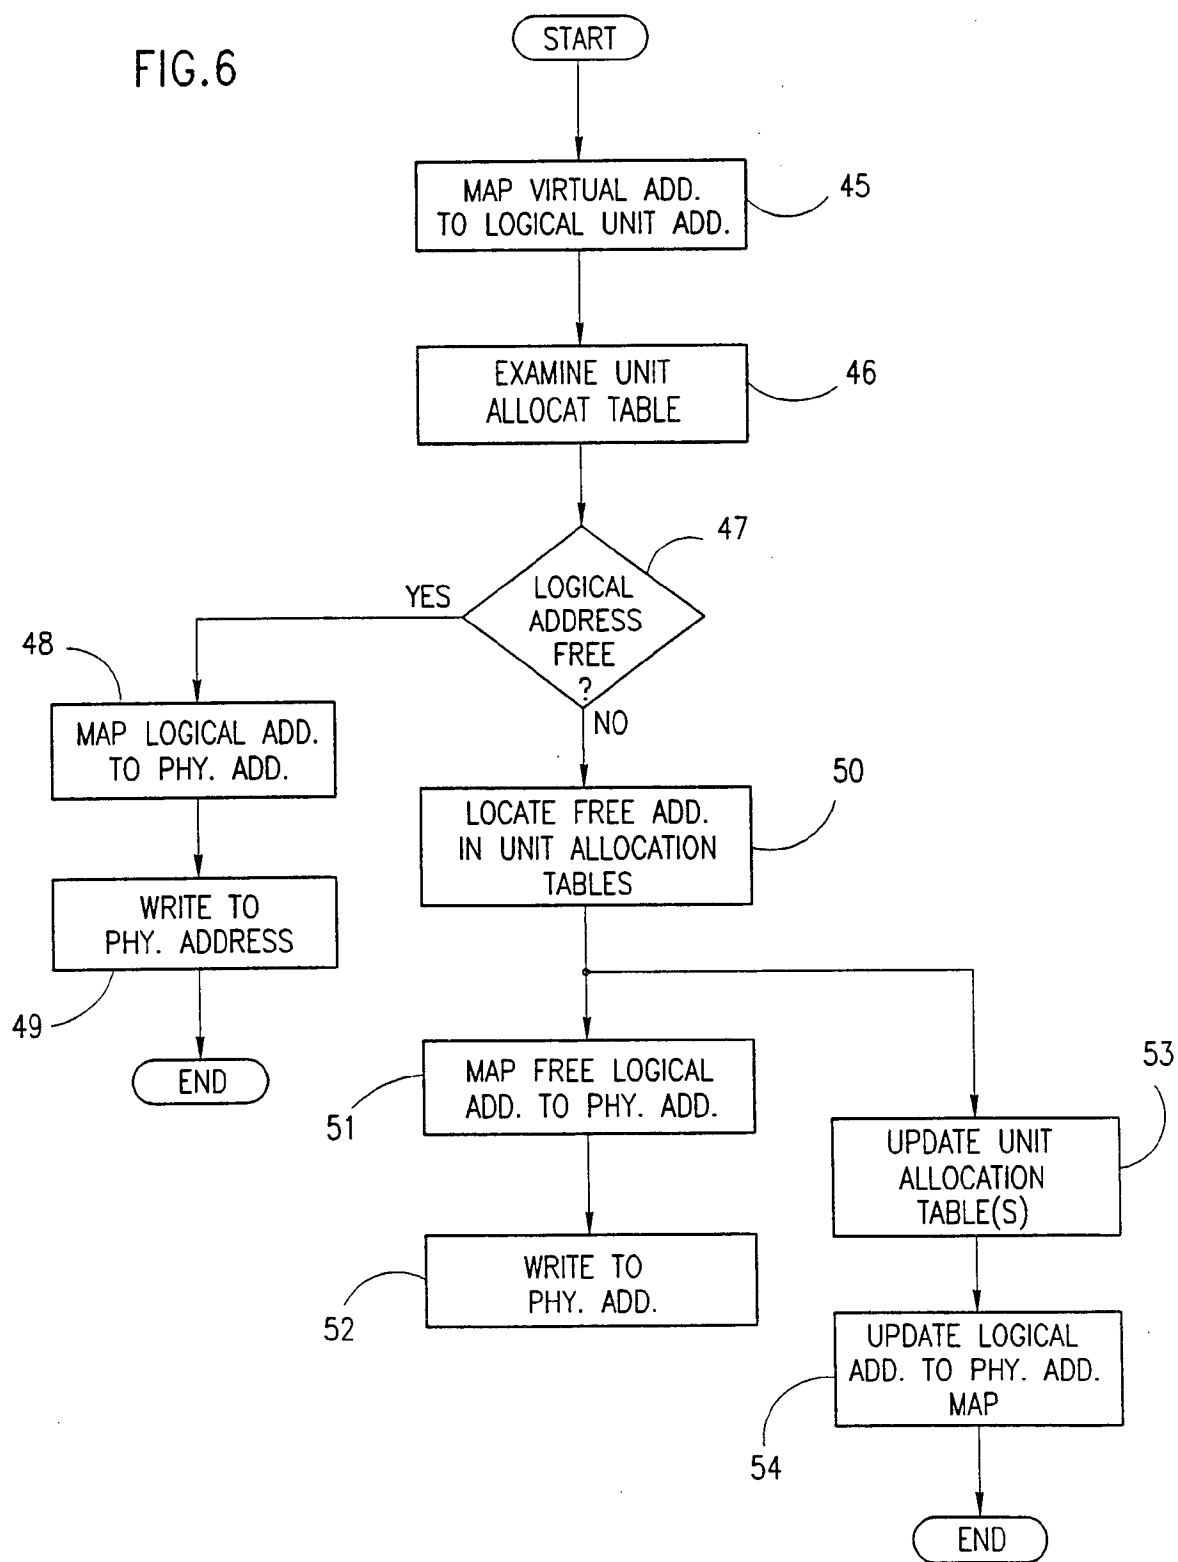 FIG.6
START
MAP VIRTUAL ADD.
TO LOGICAL UNIT ADD.
45
EXAMINE UNIT
ALLOCAT TABLE
46
LOGICAL
ADDRESS
FREE
?
47
YES
NO
48
MAP LOGICAL ADD.
TO PHY. ADD.
WRITE TO
PHY. ADDRESS
49
END
LOCATE FREE ADD.
IN UNIT ALLOCATION
TABLES
50
MAP FREE LOGICAL
ADD. TO PHY. ADD.
51
WRITE TO
PHY. ADD.
52
UPDATE UNIT
ALLOCATION
TABLE(S)
53
UPDATE LOGICAL
ADD. TO PHY. ADD.
MAP
54
END